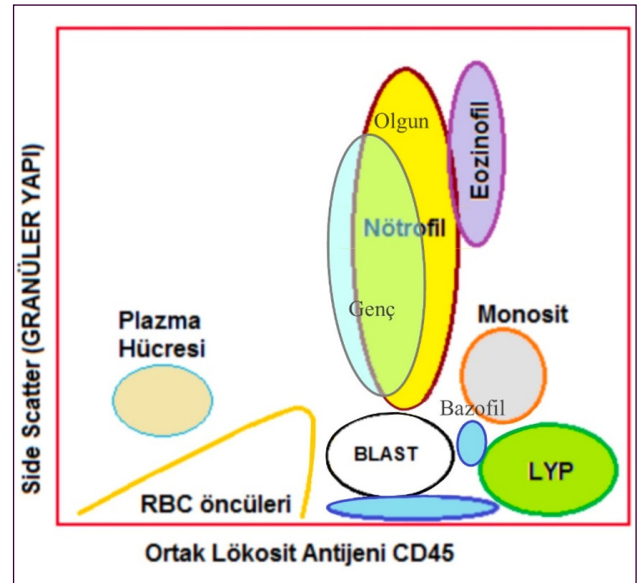 Side Scatter (GRANÜLER YAPI)
Olgun
Eozinofil
Nötrofil
Genç
Plazma
Hücresi
Monosit
Bazofil
BLAST
LYP
RBC öncüleri
Ortak Lökosit Antijeni CD45